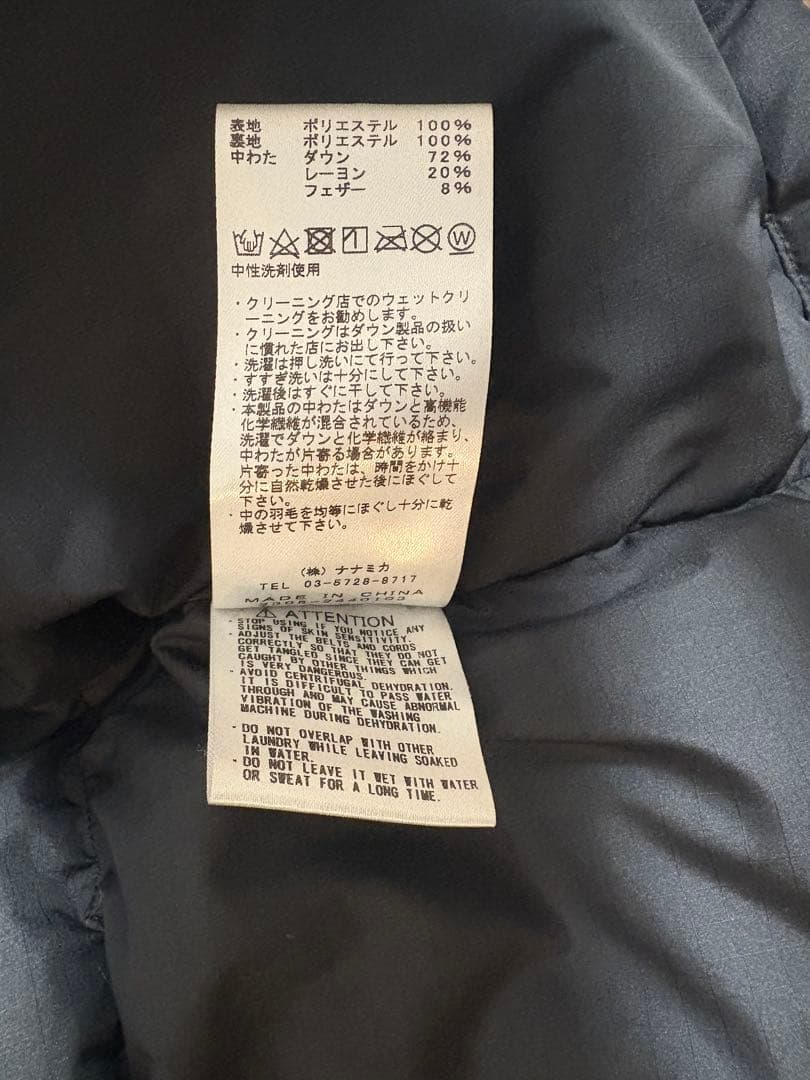 表地 ポリエステル 100%
裏地 ポリエステル 100%
中わた ダウン 72%
レーヨン 20%
フェザー 8%
中性洗剤使用
・クリーニング店でのウェットクリ
ーニングをお勧めします。
・クリーニングはダウン製品の扱い
に慣れた店にお出し下さい。
・洗濯は押し洗いにて行って下さい。
・すすぎ洗いは十分にして下さい。
・洗濯後はすぐに干して下さい。
・本製品の中わたはダウンと高機能
化学繊維が混合されているため、
洗濯でダウンと化学繊維が絡まり、
中わたが片寄る場合があります。
片寄った中わたは、時間をかけ十
分に自然乾燥させた後にほぐして
下さい。
・中の羽毛を均等にほぐし十分に乾
燥させて下さい。
(株) ナナミカ
TEL 03-5728-8717
MADE IN CHINA
ATTENTION
・STOP USING IF YOU NOTICE ANY
SIGNS OF SKIN SENSITIVITY.
・ADJUST THE BELTS AND CORDS
CORRECTLY SO THAT THEY DO NOT
GET TANGLED SINCE THEY CAN GET
CAUGHT BY OTHER THINGS WHICH
IS VERY DANGEROUS.
・AVOID CENTRIFUGAL DEHYDRATION.
IT IS DIFFICULT TO PASS WATER
THROUGH AND MAY CAUSE ABNORMAL
VIBRATION OF THE WASHING
MACHINE DURING DEHYDRATION.
・DO NOT OVERLAP WITH OTHER
LAUNDRY WHILE LEAVING SOAKED
IN WATER.
・DO NOT LEAVE IT WET WITH WATER
OR SWEAT FOR A LONG TIME.